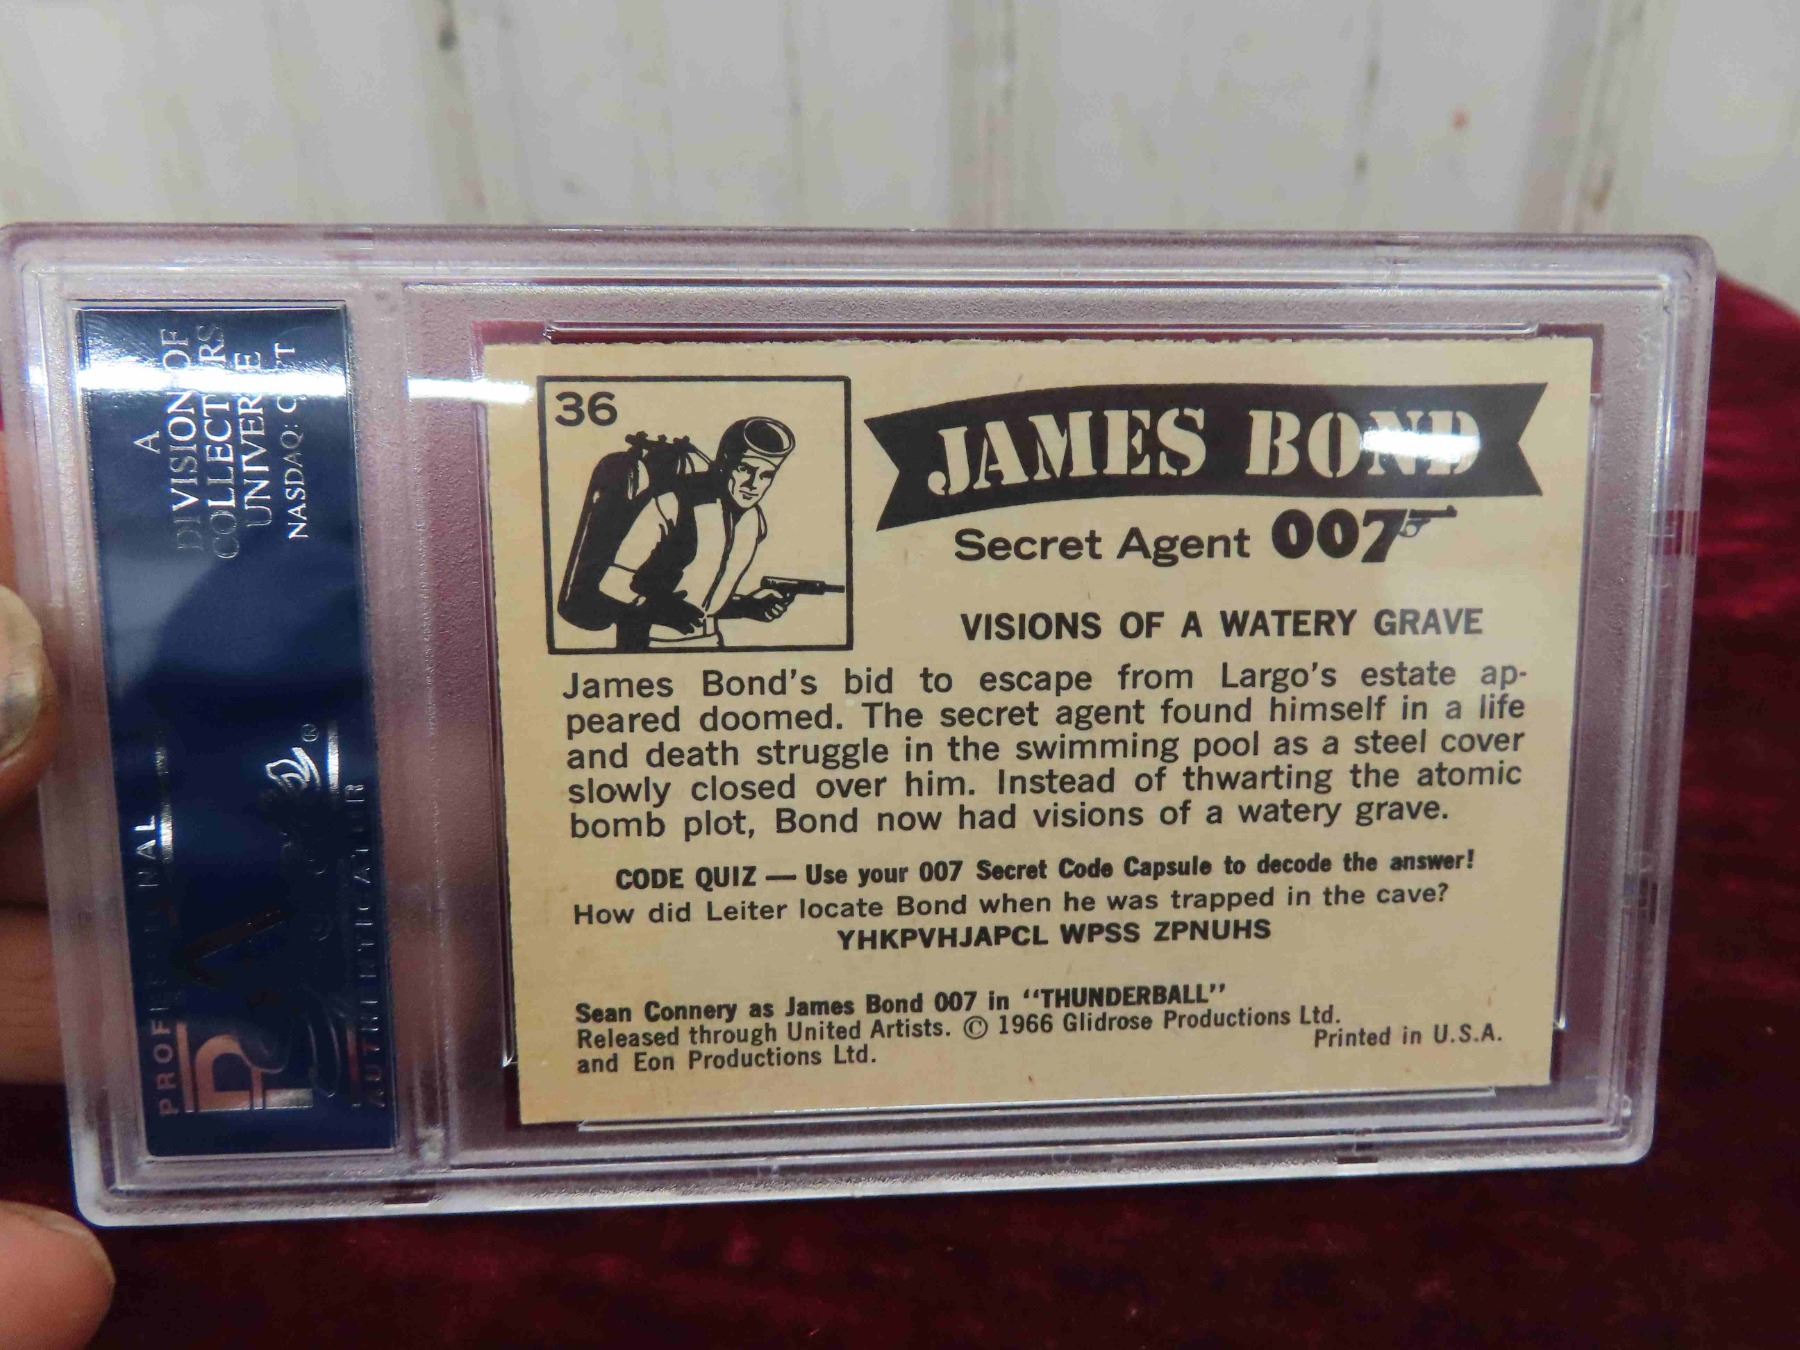 A
DIVISION OF
COLLECTORS
UNIVERSE
NASDAQ:
PROFESSIONAL
AUTHENTICATOR
36
JAMES BOND
Secret Agent 007
VISIONS OF A WATERY GRAVE
James Bond's bid to escape from Largo's estate ap-
peared doomed. The secret agent found himself in a life
and death struggle in the swimming pool as a steel cover
slowly closed over him. Instead of thwarting the atomic
bomb plot, Bond now had visions of a watery grave.
CODE QUIZ — Use your 007 Secret Code Capsule to decode the answer!
How did Leiter locate Bond when he was trapped in the cave?
YHKPVHJAPCL WPSS ZPNUHS
Sean Connery as James Bond 007 in "THUNDERBALL"
Released through United Artists. © 1966 Glidrose Productions Ltd.
and Eon Productions Ltd.
Printed in U.S.A.